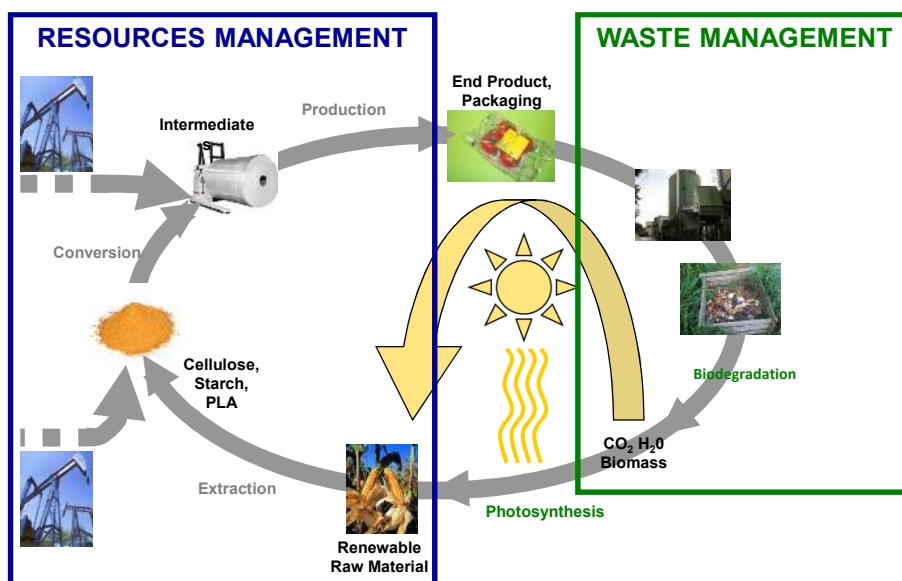 RESOURCES MANAGEMENT
WASTE MANAGEMENT
End Product,
Packaging
Production
Intermediate
s
Conversion
Cellulose,
Starch,
PLA
Biodegradation
CO₂ H₂0
Biomass
Extraction
Photosynthesis
Renewable
Raw Material